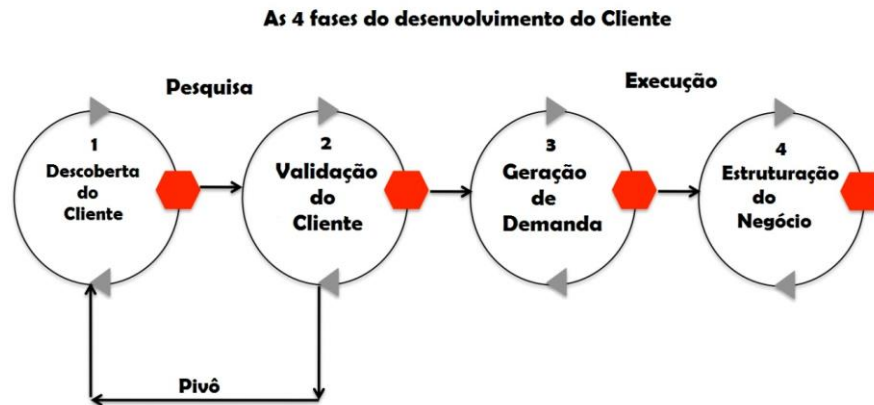 As 4 fases do desenvolvimento do Cliente
Pesquisa
Execução
1
Descoberta
do
Cliente
2
Validação
do
Cliente
3
Geração
de
Demanda
4
Estruturação
do
Negócio
Pivô